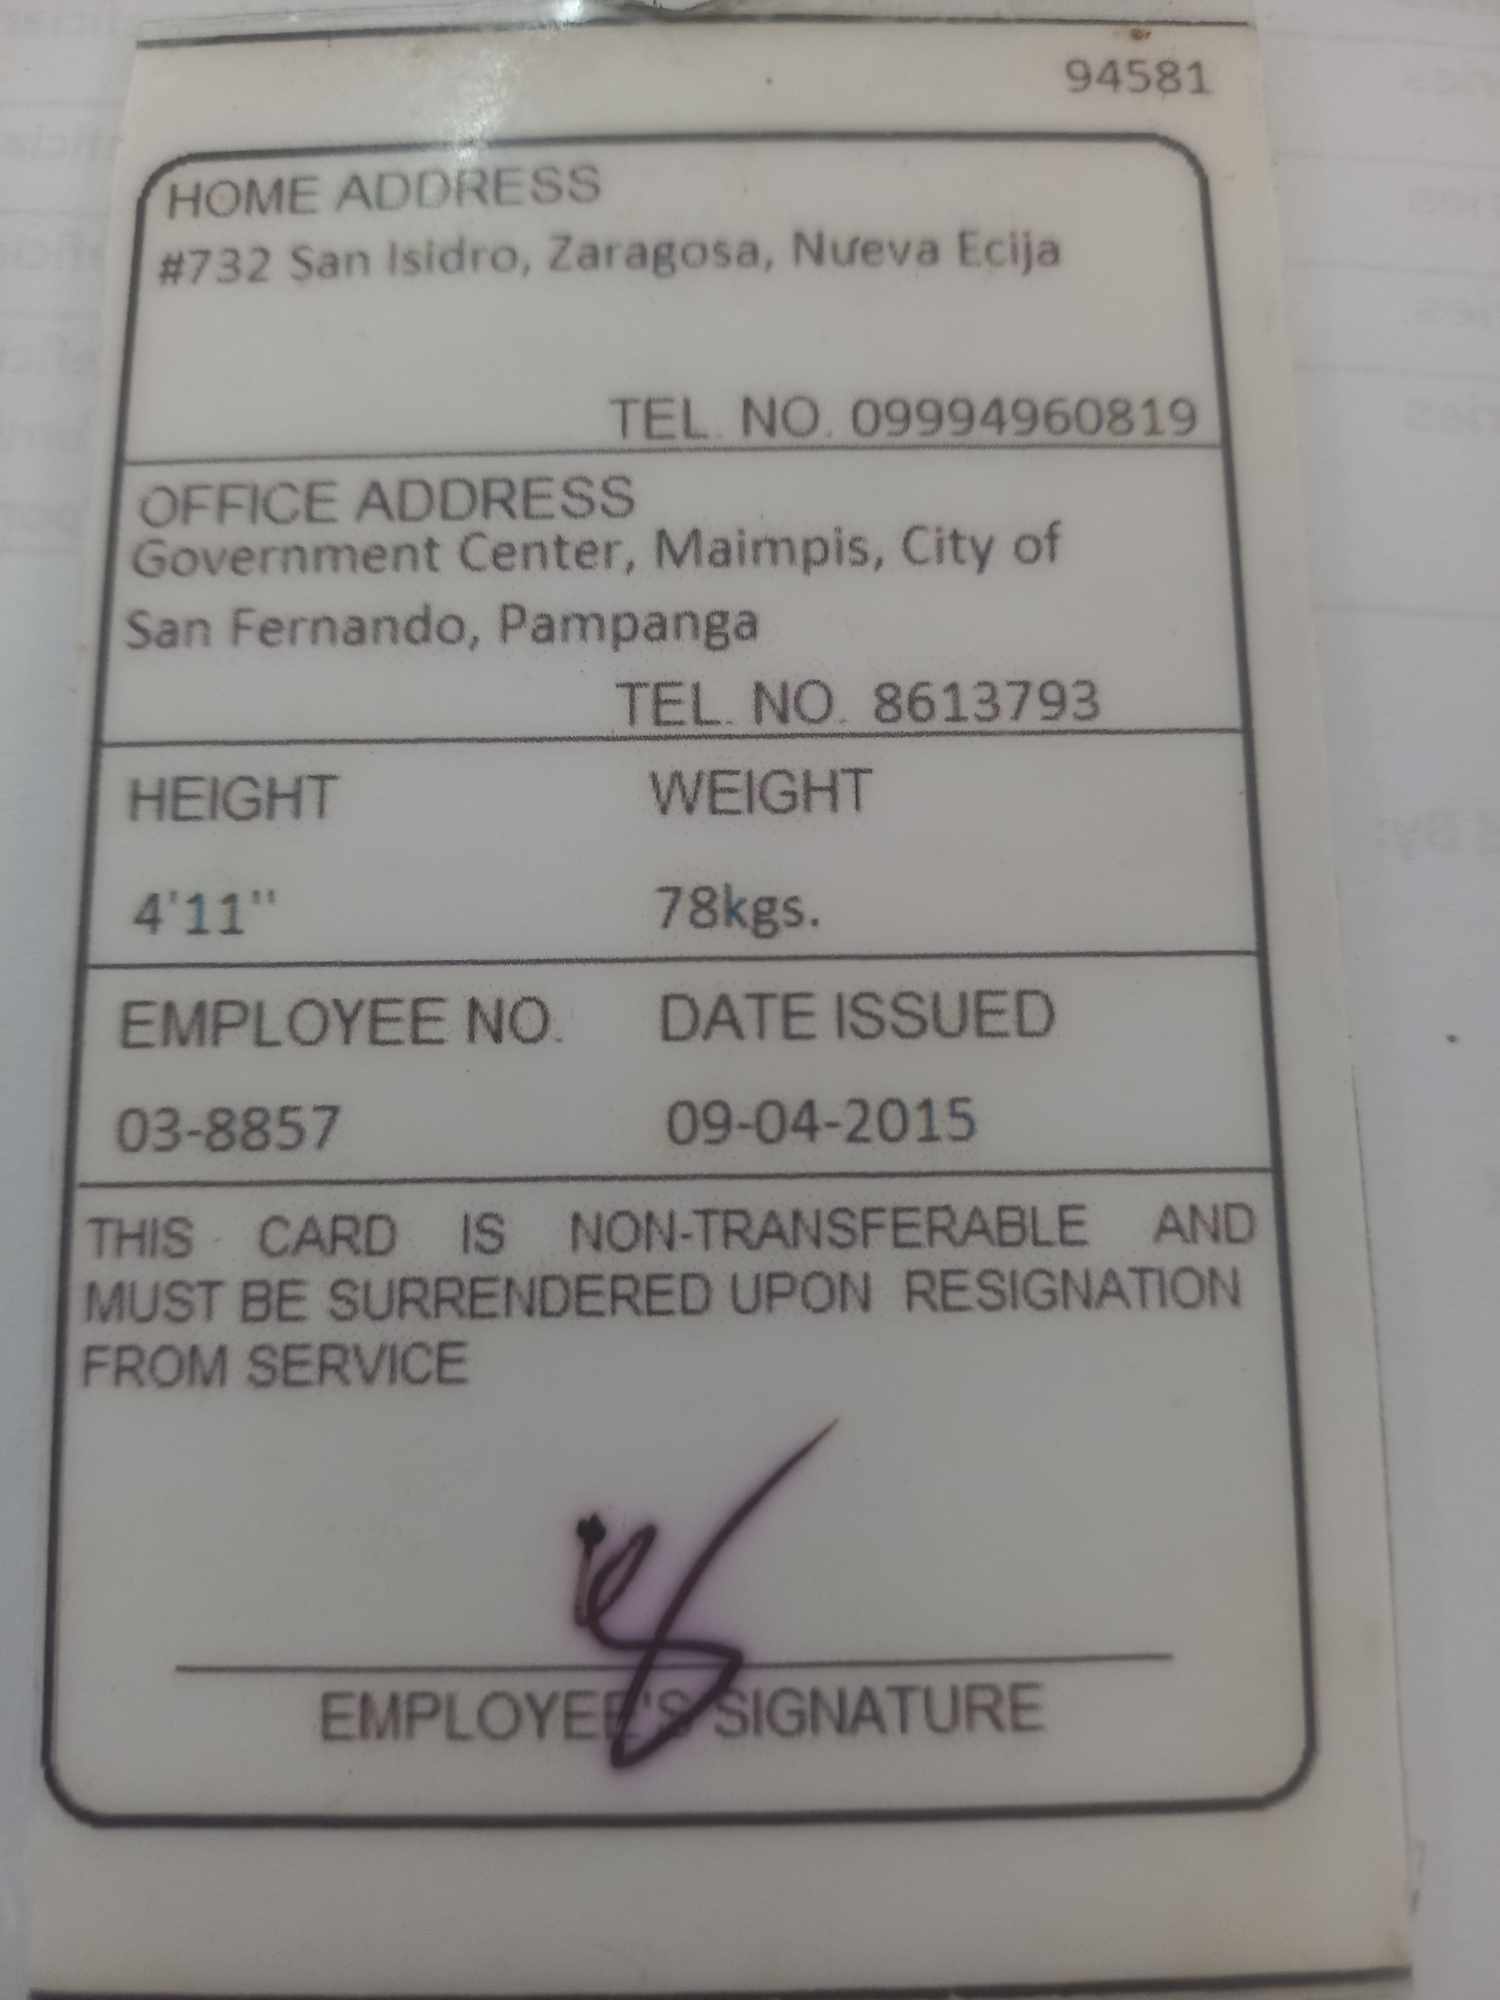 94581
HOME ADDRESS
#732 San Isidro, Zaragosa, Nueva Ecija
TEL. NO. 09994960819
OFFICE ADDRESS
Government Center, Maimpis, City of
San Fernando, Pampanga
TEL. NO. 8613793
HEIGHT WEIGHT
4'11" 78kgs.
EMPLOYEE NO. DATE ISSUED
03-8857 09-04-2015
THIS CARD IS NON-TRANSFERABLE AND
MUST BE SURRENDERED UPON RESIGNATION
FROM SERVICE
EMPLOYEE'S SIGNATURE